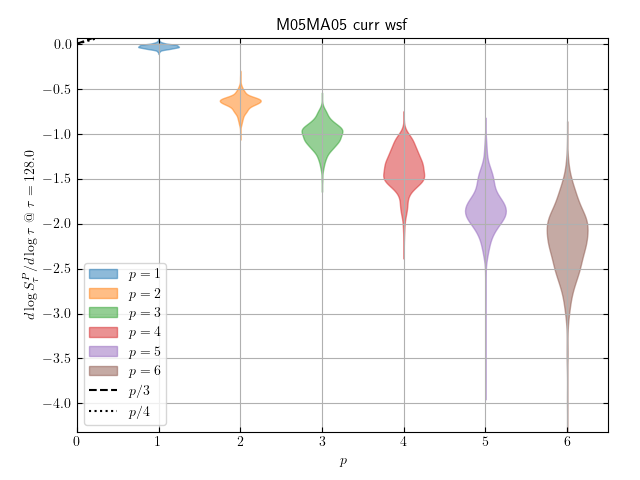 M05MA05 curr wsf
d log S_τ^P / d log τ @ τ = 128.0
0.0
−0.5
−1.0
−1.5
−2.0
−2.5
−3.0
−3.5
−4.0
p = 1
p = 2
p = 3
p = 4
p = 5
p = 6
p/3
p/4
0 1 2 3 4 5 6
p